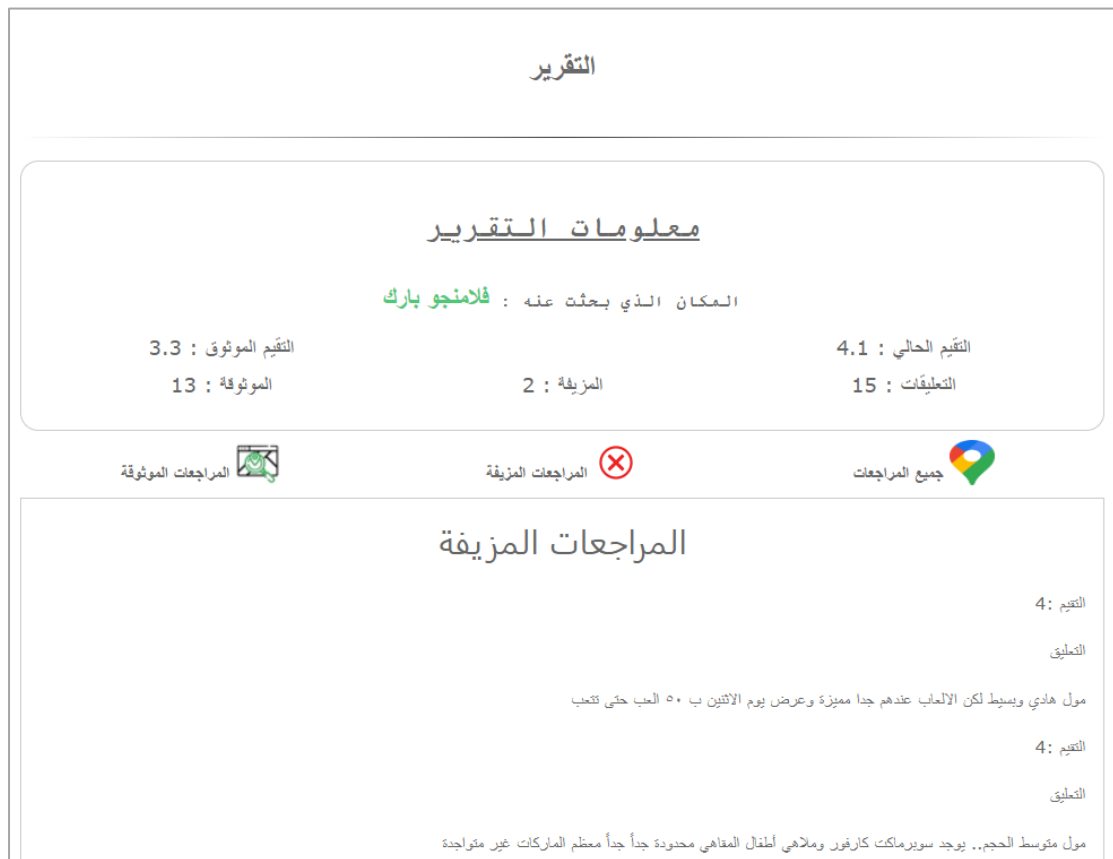 التقرير
معلومات التقرير
المكان الذي بحثت عنه : فلامنجو بارك
التقيم الحالي : 4.1
التقيم الموثوق : 3.3
التعليقات : 15
المزيفة : 2
الموثوقة : 13
جميع المراجعات
المراجعات المزيفة
المراجعات الموثوقة
المراجعات المزيفة
التقيم :4
التعليق
مول هادي وبسيط لكن الالعاب عندهم جدا مميزة وعرض يوم الاثنين ب ٥٠ العب حتى تتعب
التقيم :4
التعليق
مول متوسط الحجم.. يوجد سوبرماكت كارفور وملاهي أطفال المقاهي محدودة جداً جداً معظم الماركات غير متواجدة